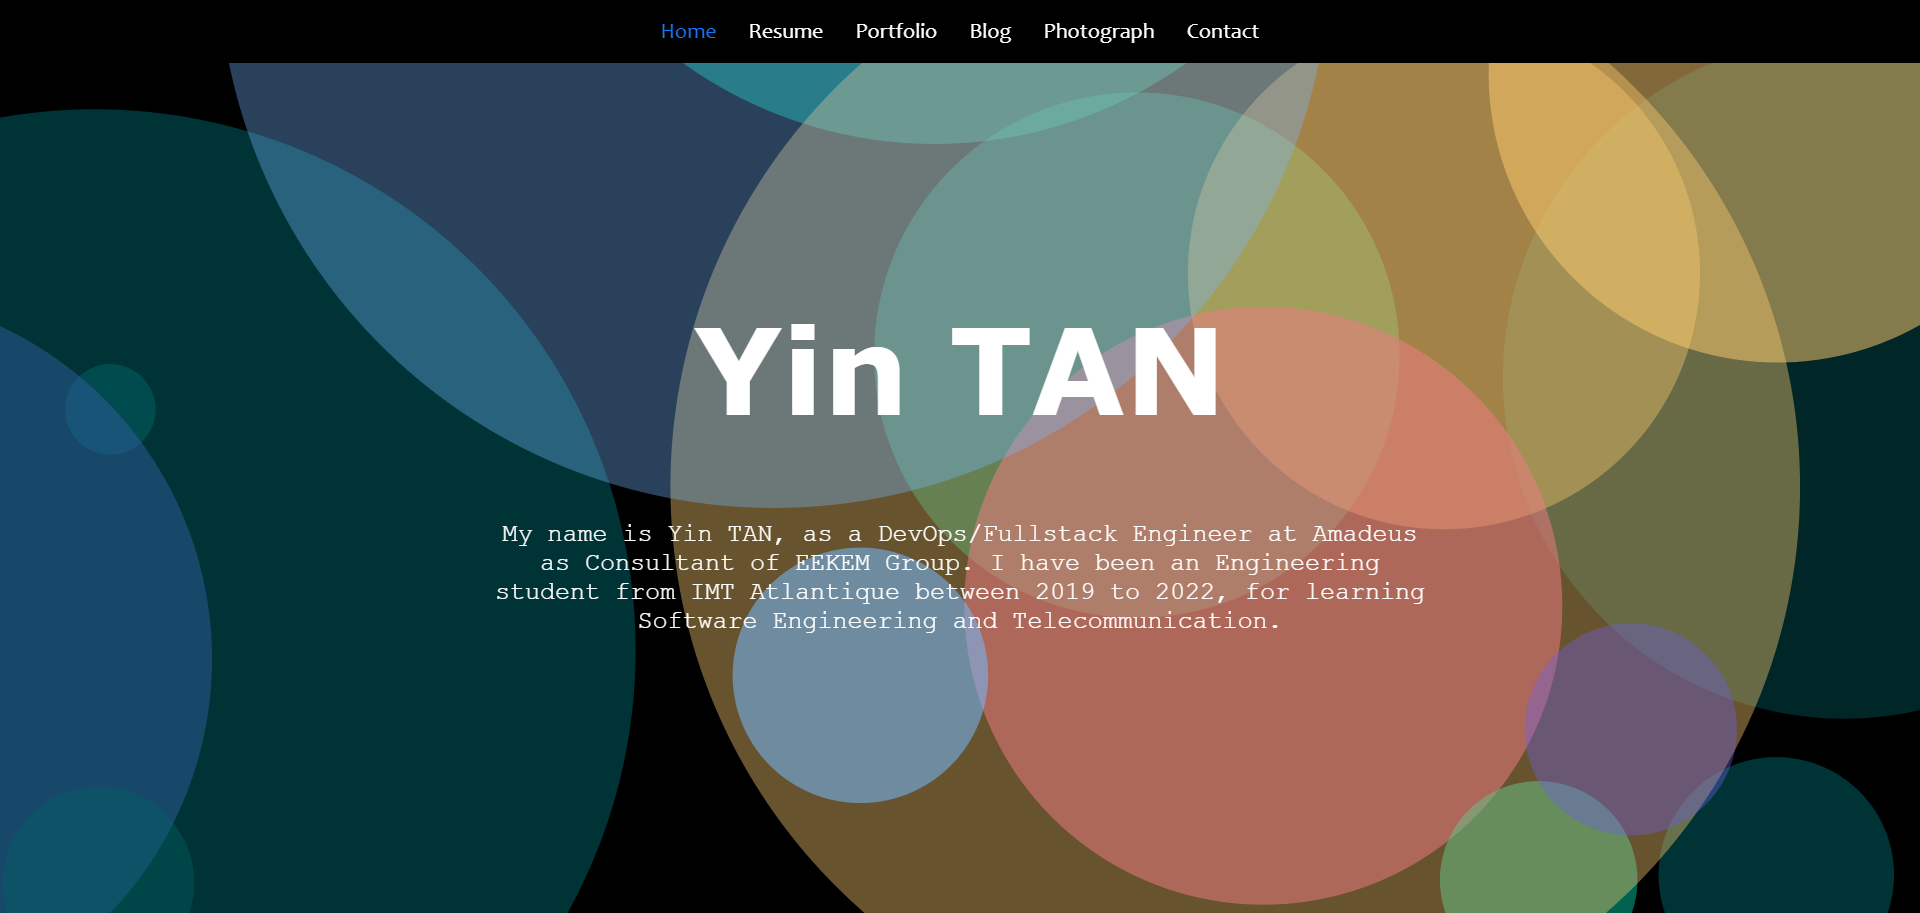 Home Resume Portfolio Blog Photograph Contact
Yin TAN
My name is Yin TAN, as a DevOps/Fullstack Engineer at Amadeus
as Consultant of EEKEM Group. I have been an Engineering
student from IMT Atlantique between 2019 to 2022, for learning
Software Engineering and Telecommunication.